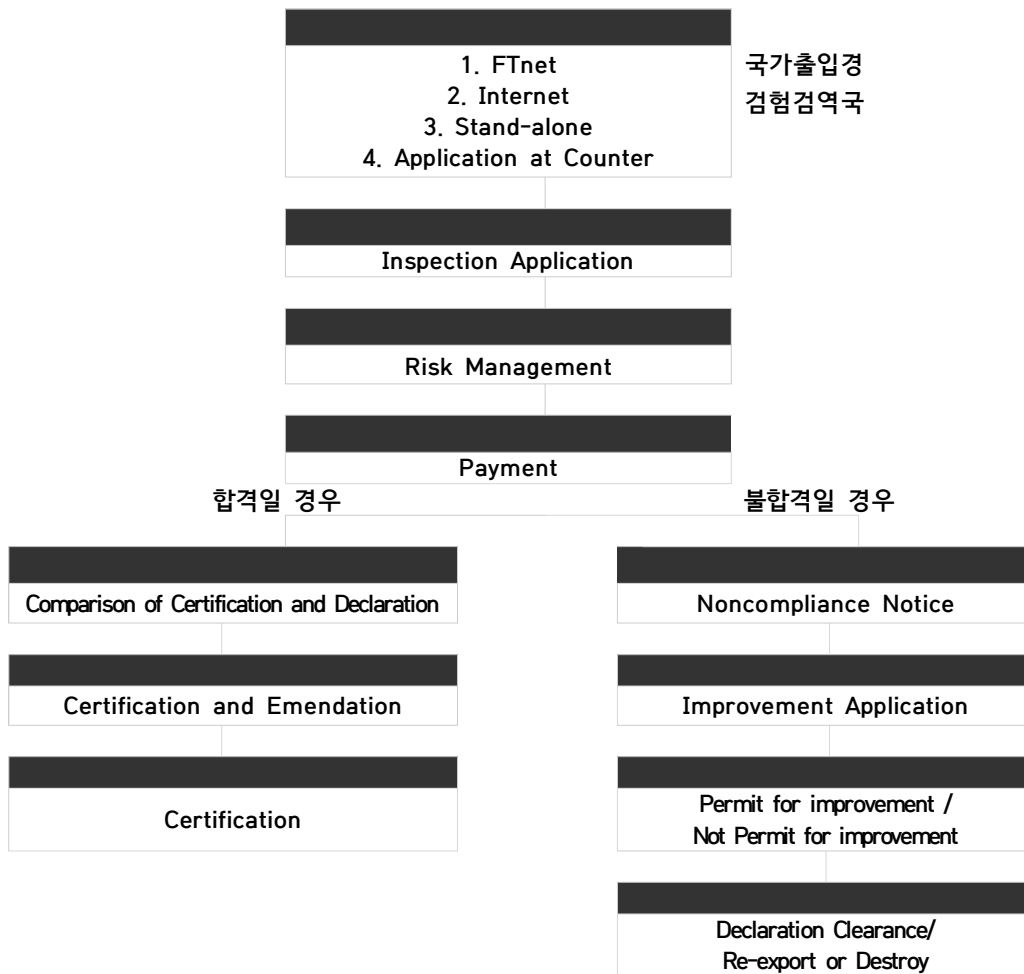 1. FTnet
2. Internet
3. Stand-alone
4. Application at Counter
국가출입경
검험검역국
Inspection Application
Risk Management
Payment
합격일 경우
불합격일 경우
Comparison of Certification and Declaration
Certification and Emendation
Certification
Noncompliance Notice
Improvement Application
Permit for improvement /
Not Permit for improvement
Declaration Clearance/
Re-export or Destroy